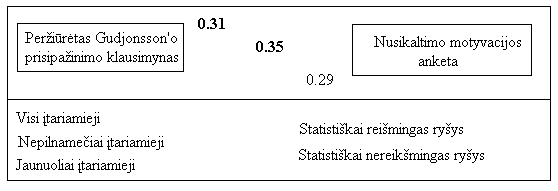 0.31
Peržiūrėtas Gudjonsson'o
prisipažinimo klausimynas
0.35
Nusikaltimo motyvacijos
anketa
0.29
Visi įtariamieji
Nepilnamečiai įtariamieji
Jaunuoliai įtariamieji
Statistiškai reišmingas ryšys
Statistiškai nereikšmingas ryšys